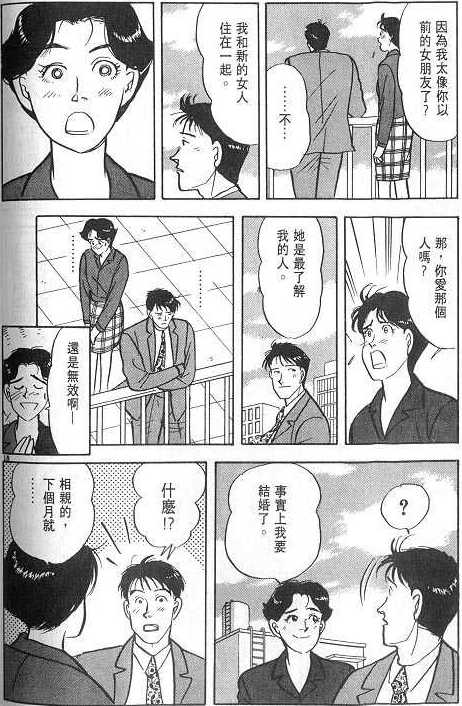 因為我太像你以
前的女朋友了？
……不…
我和新的女人
住在一起。
那，你愛那個
人嗎？
她是最了解
我的人。
……
……
還是無效啊—
？
事實上我要
結婚了。
什麼!?
相親的，
下個月就
……